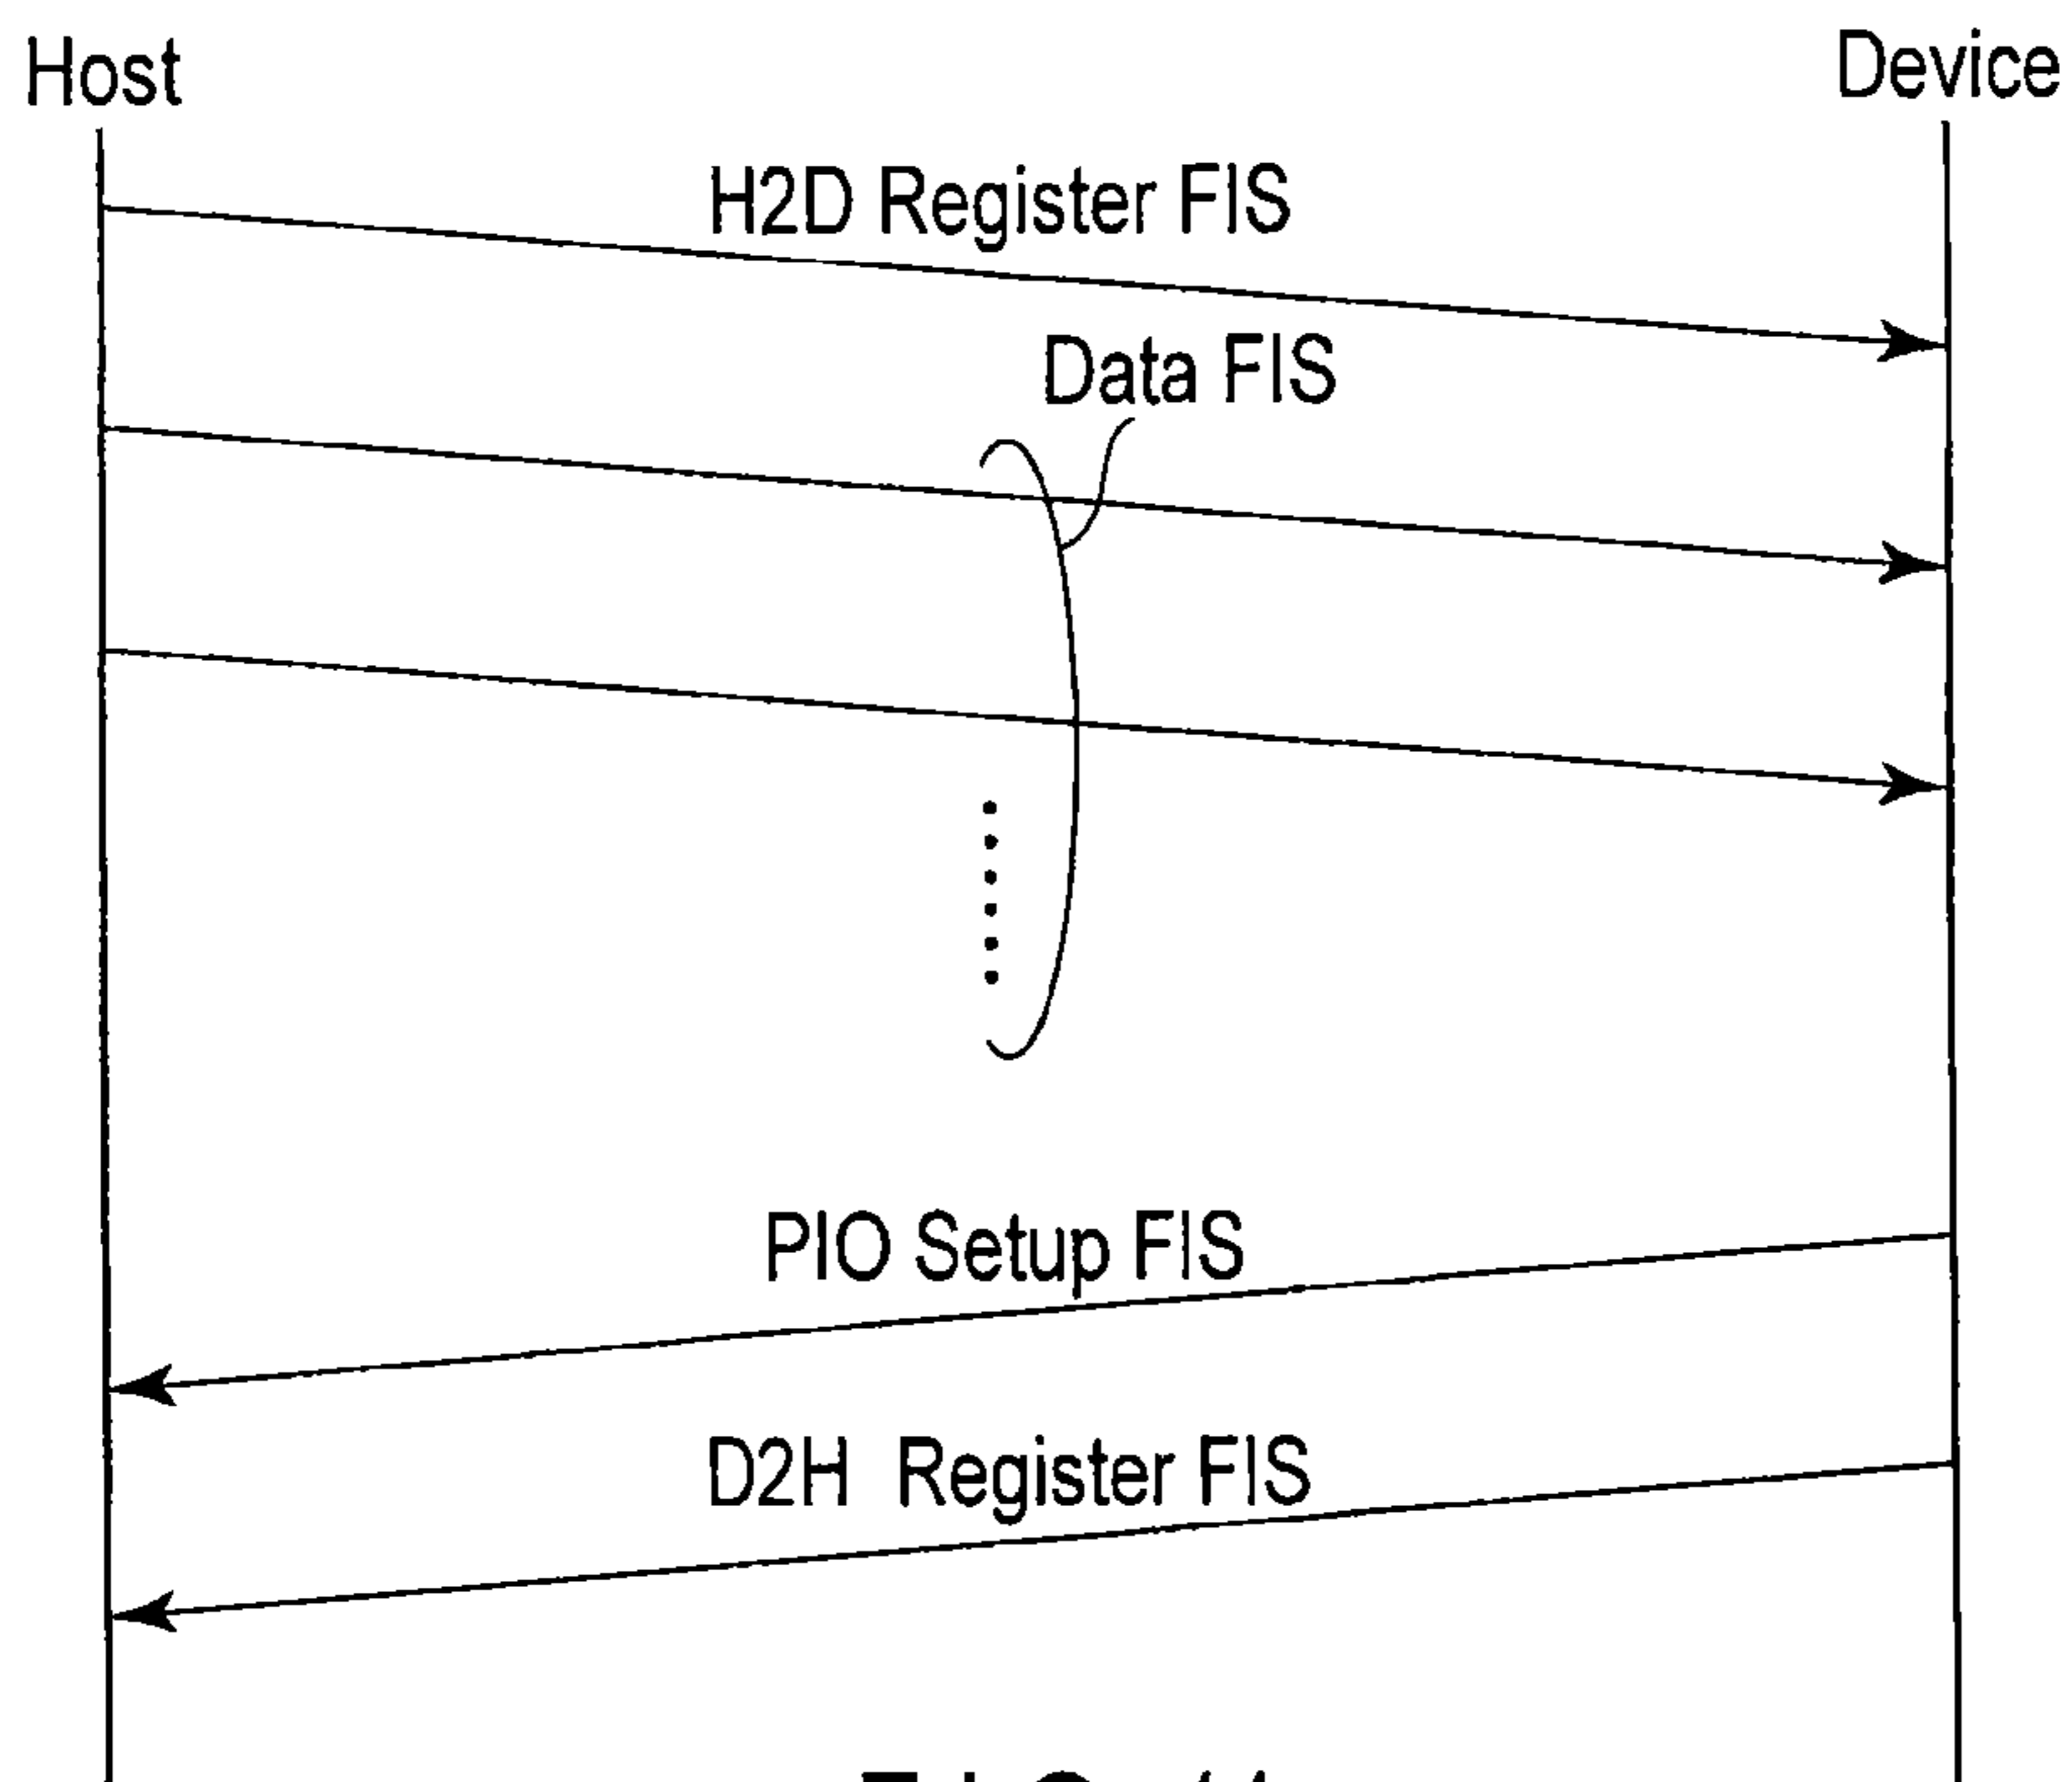 Host
Device
H2D Register FIS
Data FIS
PIO Setup FIS
D2H Register FIS